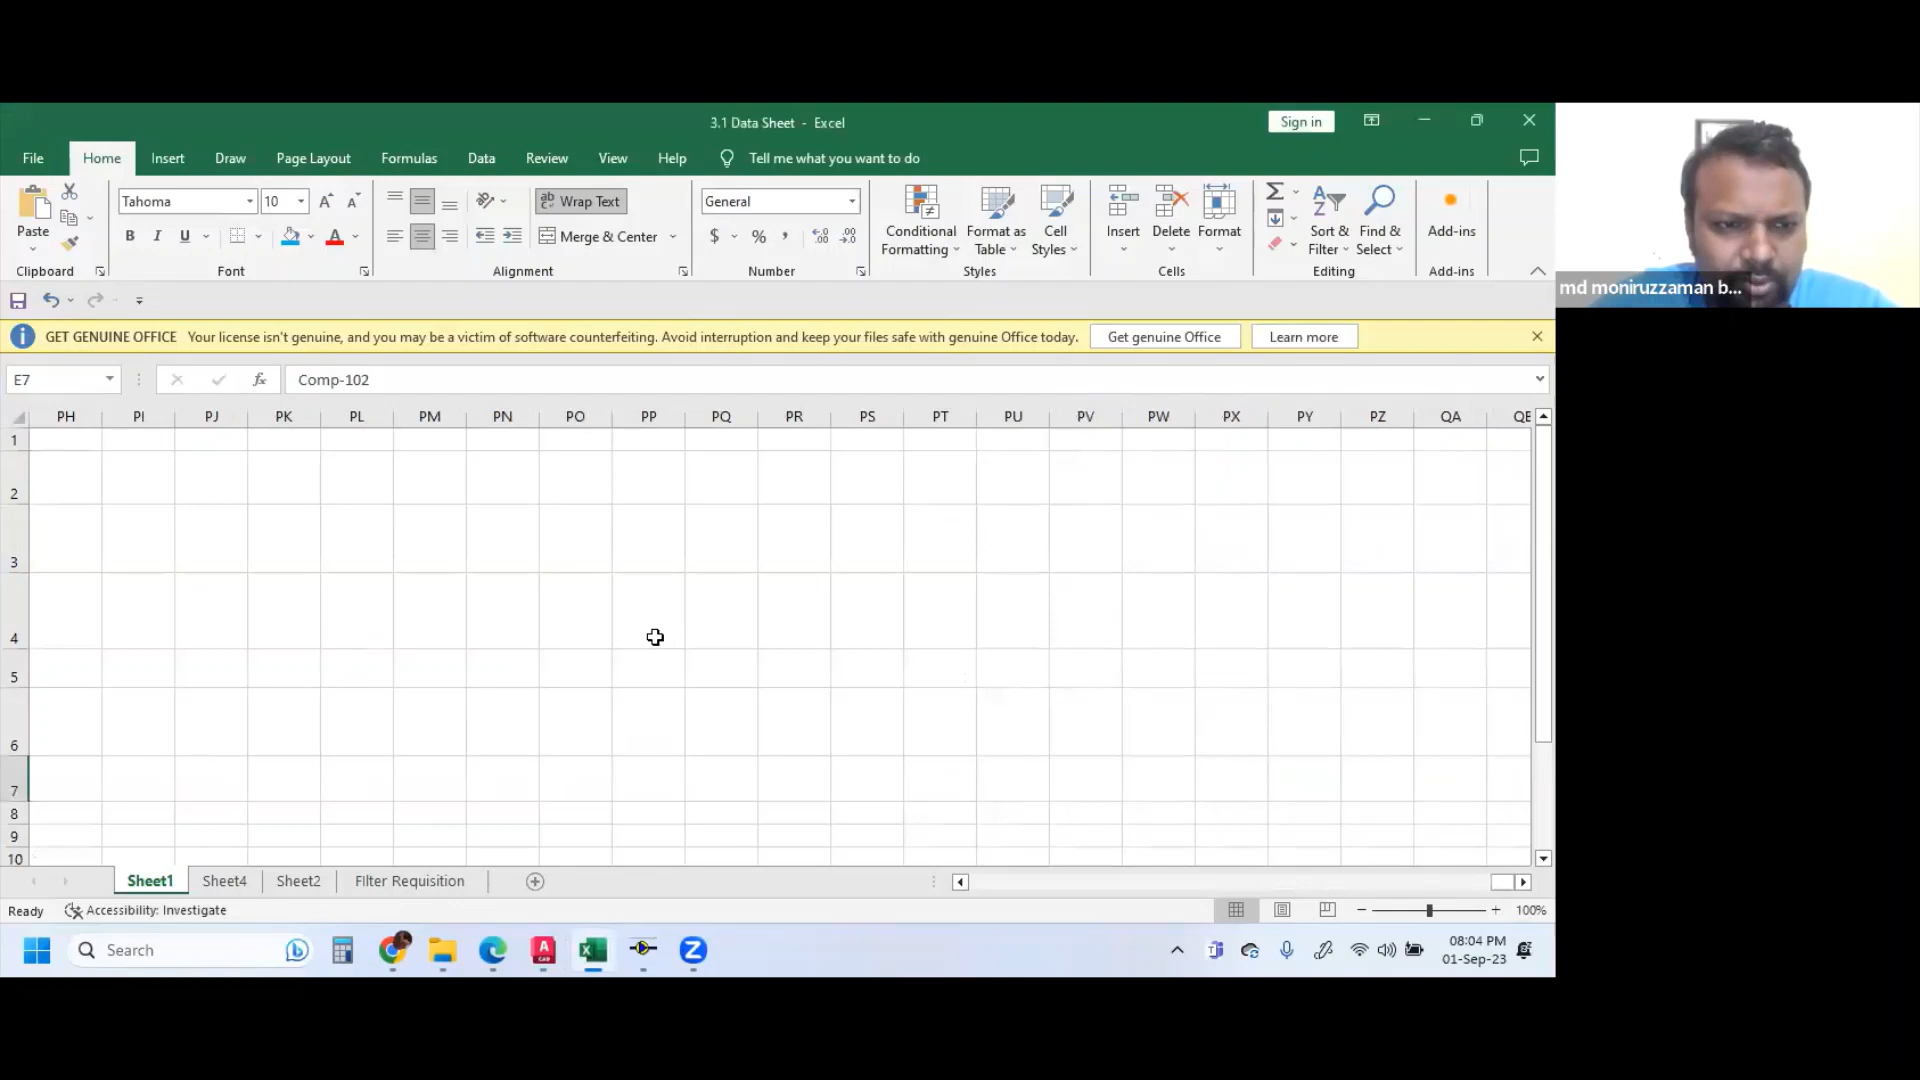 3.1 Data Sheet - Excel
Sign in
File Home Insert Draw Page Layout Formulas Data Review View Help Tell me what you want to do
Paste
Clipboard
Tahoma 10
B I U A
Font
ab Wrap Text
Merge & Center
Alignment
General
$ % ,
Number
Conditional Formatting
Format as Table
Cell Styles
Styles
Insert Delete Format
Cells
Sort & Filter
Find & Select
Editing
Add-ins
Add-ins
md moniruzzaman b...
GET GENUINE OFFICE Your license isn't genuine, and you may be a victim of software counterfeiting. Avoid interruption and keep your files safe with genuine Office today. Get genuine Office Learn more
E7 fx Comp-102
PH PI PJ PK PL PM PN PO PP PQ PR PS PT PU PV PW PX PY PZ QA
1
2
3
4
5
6
7
8
9
10
Sheet1 Sheet4 Sheet2 FIlter Requisition
Ready Accessibility: Investigate 100%
Search 08:04 PM
01-Sep-23